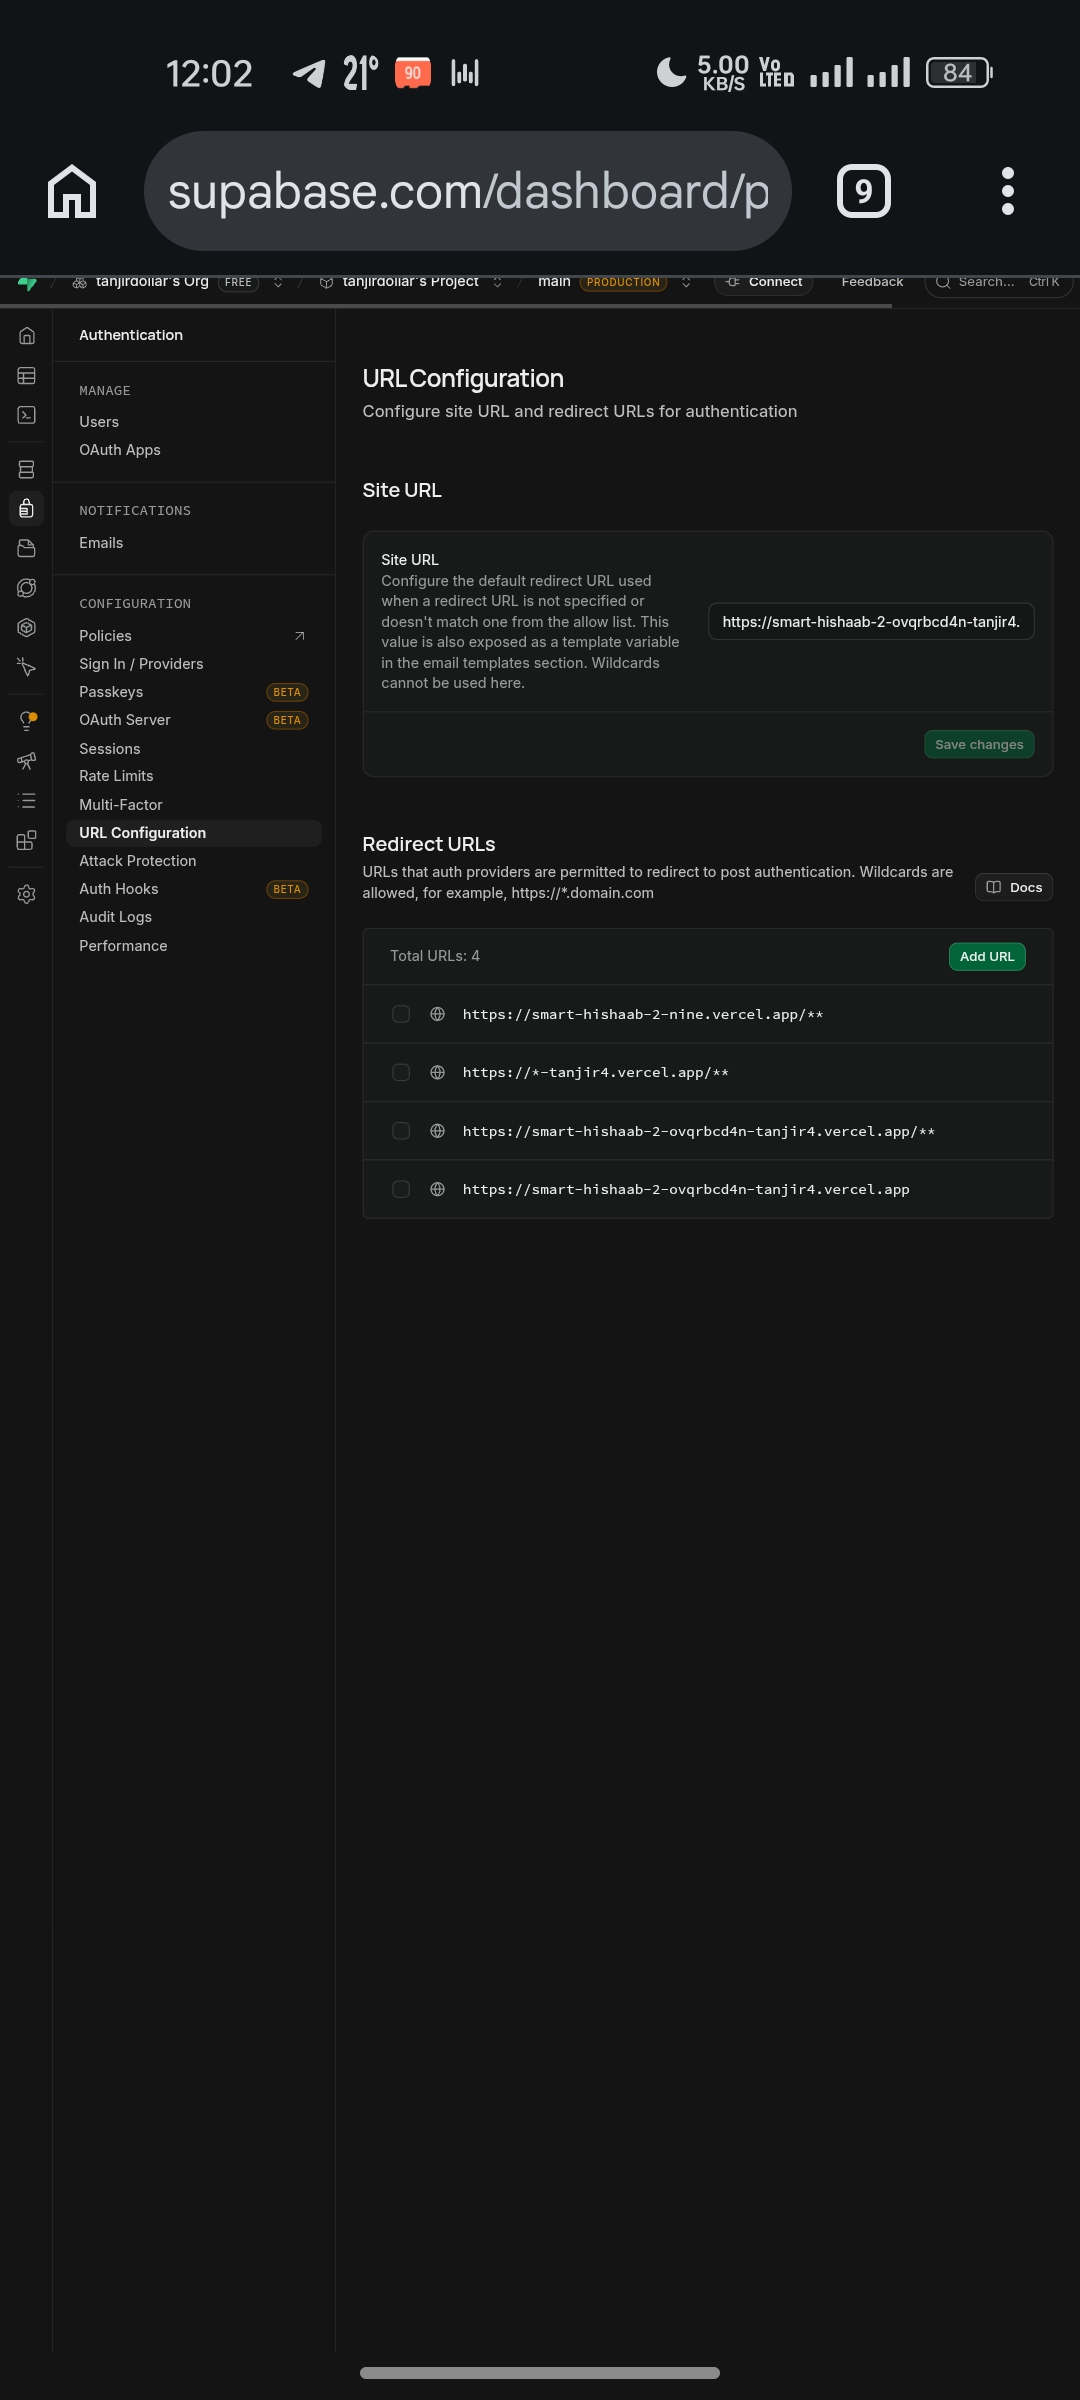 12:02
21°
90
5.00
KB/S
Vo
LTE
84
supabase.com/dashboard/p
9
tanjirdollar's Org FREE
tanjirdollar's Project
main PRODUCTION
Connect
Feedback
Search... Ctrl K
Authentication
MANAGE
Users
OAuth Apps
NOTIFICATIONS
Emails
CONFIGURATION
Policies
Sign In / Providers
Passkeys BETA
OAuth Server BETA
Sessions
Rate Limits
Multi-Factor
URL Configuration
Attack Protection
Auth Hooks BETA
Audit Logs
Performance
URL Configuration
Configure site URL and redirect URLs for authentication
Site URL
Site URL
Configure the default redirect URL used
when a redirect URL is not specified or
doesn't match one from the allow list. This
value is also exposed as a template variable
in the email templates section. Wildcards
cannot be used here.
https://smart-hishaab-2-ovqrbcd4n-tanjir4.
Save changes
Redirect URLs
URLs that auth providers are permitted to redirect to post authentication. Wildcards are
allowed, for example, https://*.domain.com
Docs
Total URLs: 4
Add URL
https://smart-hishaab-2-nine.vercel.app/**
https://*-tanjir4.vercel.app/**
https://smart-hishaab-2-ovqrbcd4n-tanjir4.vercel.app/**
https://smart-hishaab-2-ovqrbcd4n-tanjir4.vercel.app